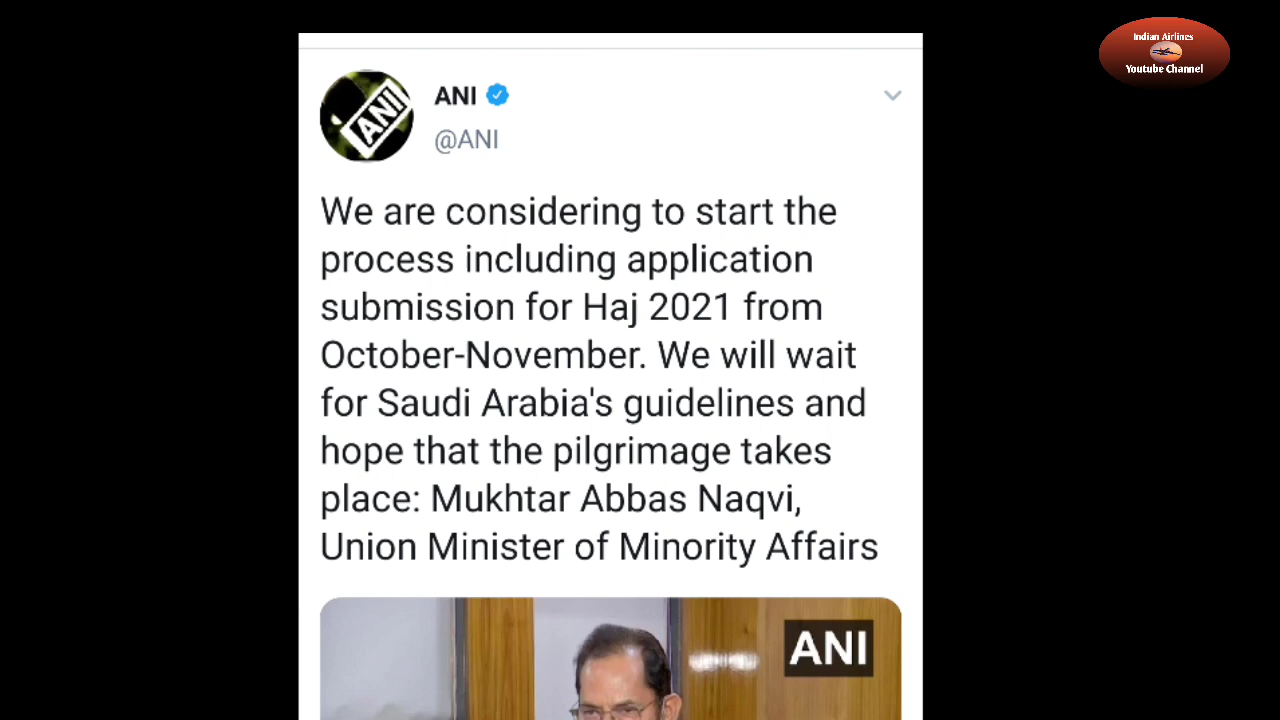 Indian Airlines
Youtube Channel
ANI
ANI
@ANI
We are considering to start the
process including application
submission for Haj 2021 from
October-November. We will wait
for Saudi Arabia's guidelines and
hope that the pilgrimage takes
place: Mukhtar Abbas Naqvi,
Union Minister of Minority Affairs
ANI